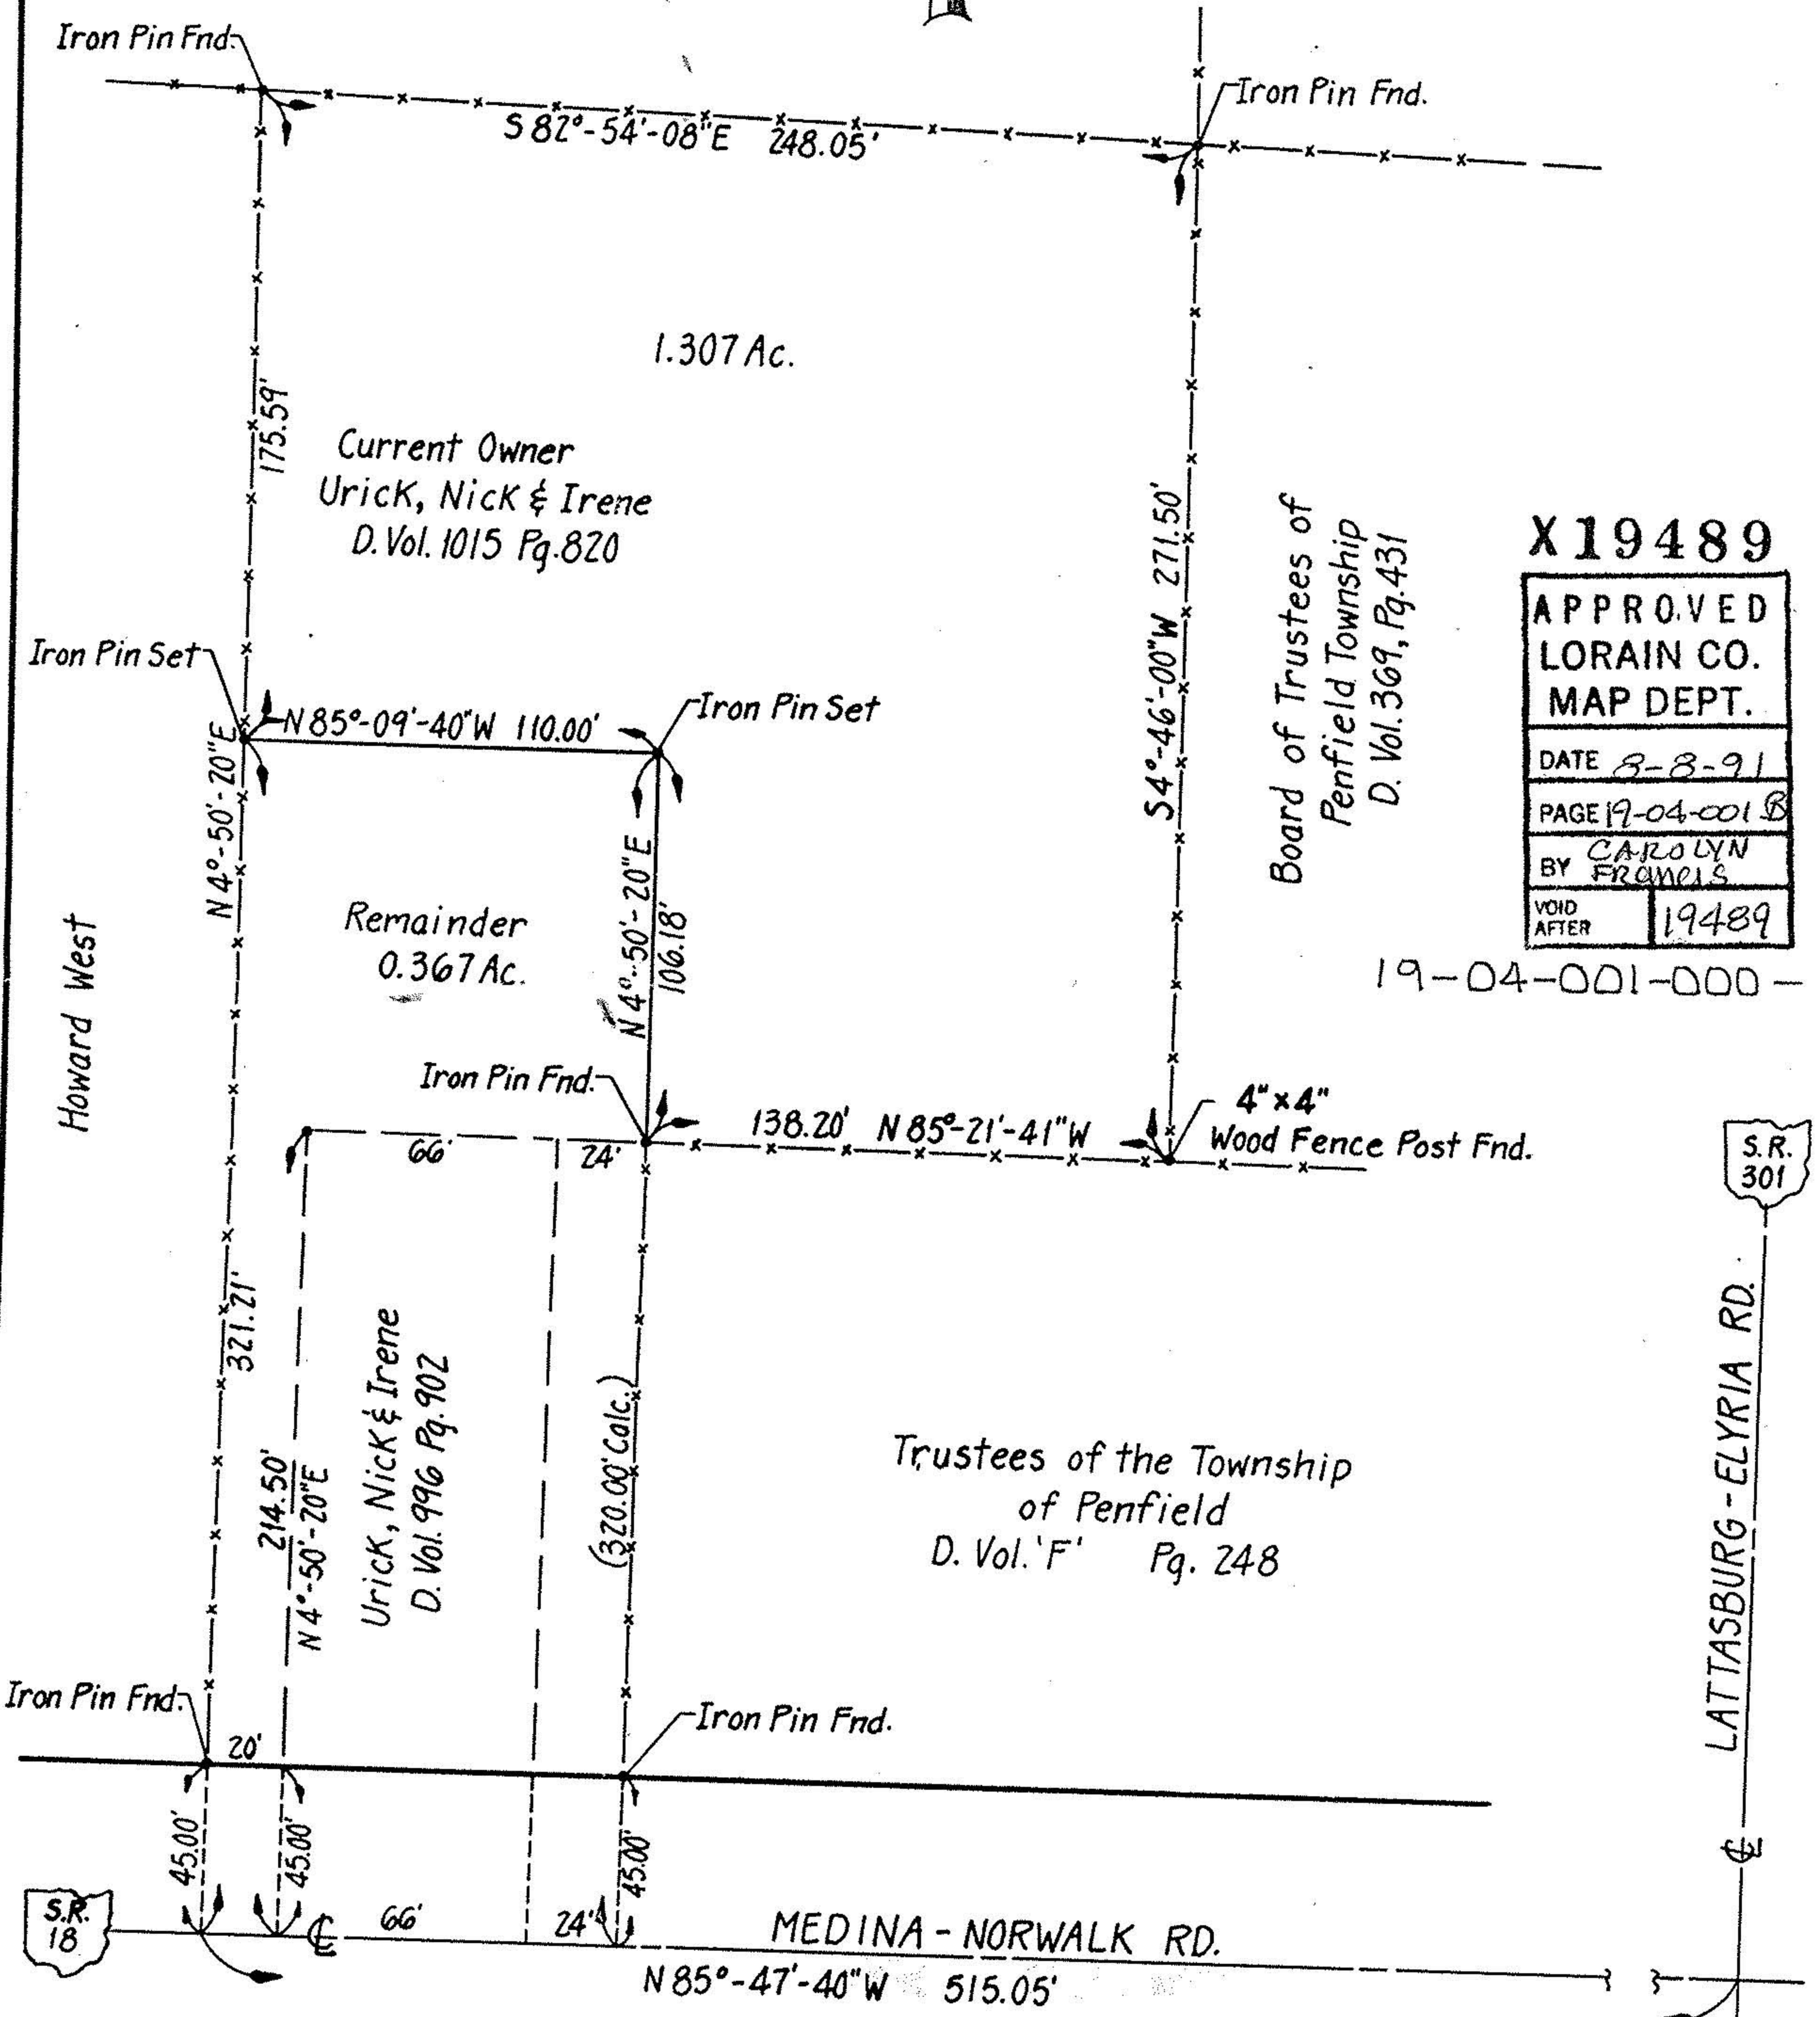 Iron Pin Fnd.
Iron Pin Fnd.
S 82°-54'-08"E 248.05'
1.307 Ac.
175.59'
Current Owner
Urick, Nick & Irene
D. Vol. 1015 Pg. 820
S4°-46'-00"W 271.50'
Board of Trustees of
Penfield Township
D. Vol. 369, Pg. 431
X19489
APPROVED
LORAIN CO.
MAP DEPT.
DATE 8-8-91
PAGE 19-04-001 B
BY CAROLYN
Francis
VOID
AFTER
19489
19-04-001-000-
Iron Pin Set
N 85°-09'-40"W 110.00'
Iron Pin Set
N 4°-50'-20"E
Remainder
0.367 Ac.
N 4°-50'-20"E
106.18'
Howard West
Iron Pin Fnd.
138.20' N 85°-21'-41"W
4"x4"
Wood Fence Post Fnd.
66'
24'
S.R.
301
321.21'
214.50'
N 4°-50'-20"E
Urick, Nick & Irene
D. Vol. 996 Pg. 902
(320.00' Calc.)
Trustees of the Township
of Penfield
D. Vol. 'F' Pg. 248
LATTASBURG-ELYRIA RD.
Iron Pin Fnd.
20'
Iron Pin Fnd.
45.00'
45.00'
45.00'
S.R.
18
℄
66'
24'
MEDINA-NORWALK RD.
℄
N 85°-47'-40"W 515.05'